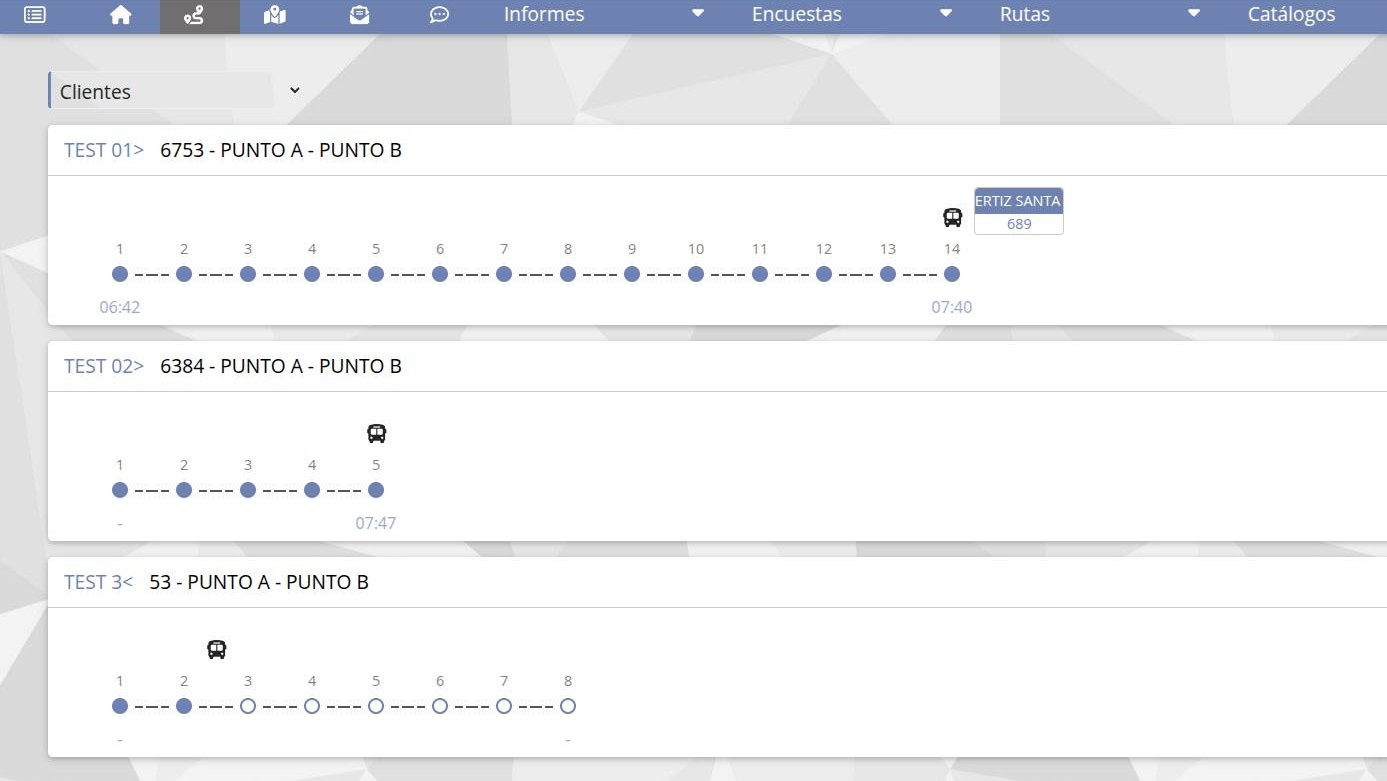 Informes Encuestas Rutas Catálogos
Clientes
TEST 01> 6753 - PUNTO A - PUNTO B
ERTIZ SANTA
689
1 2 3 4 5 6 7 8 9 10 11 12 13 14
06:42 07:40
TEST 02> 6384 - PUNTO A - PUNTO B
1 2 3 4 5
- 07:47
TEST 3< 53 - PUNTO A - PUNTO B
1 2 3 4 5 6 7 8
- -